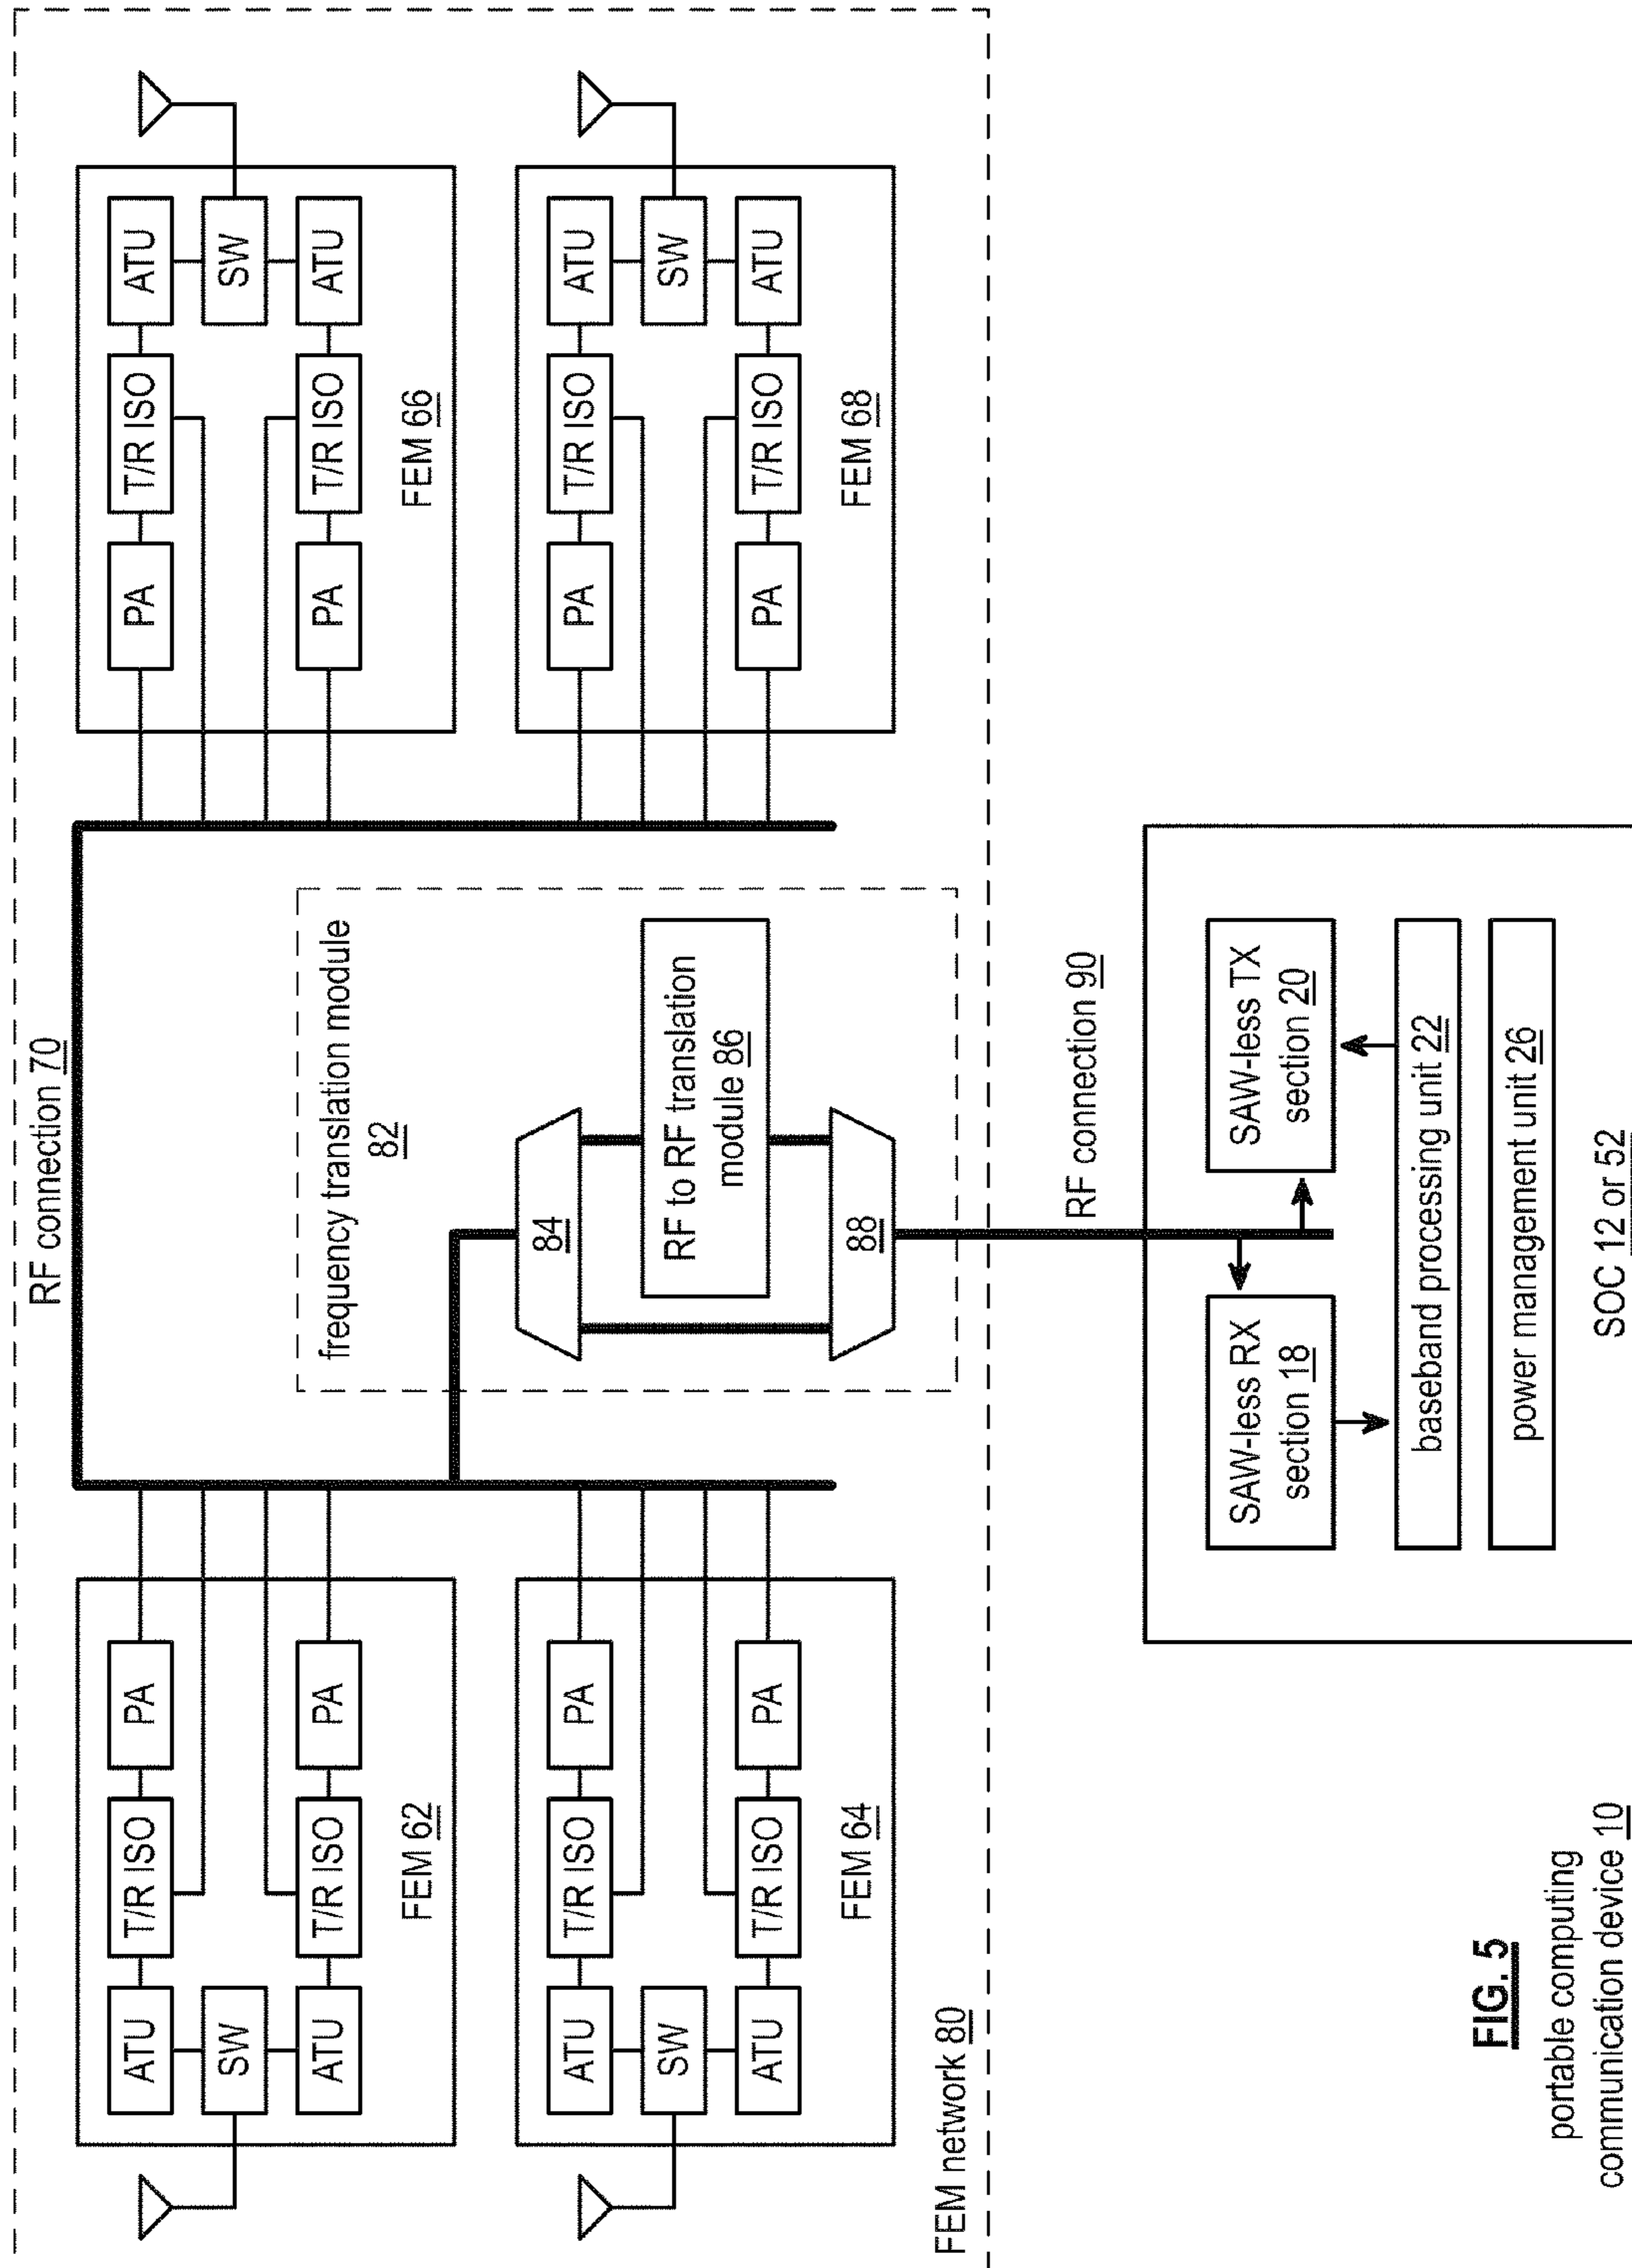 RF connection 70
ATU
T/R ISO
PA
SW
ATU
T/R ISO
PA
FEM 62
PA
T/R ISO
ATU
SW
PA
T/R ISO
ATU
FEM 66
frequency translation module
82
84
RF to RF translation
module 86
88
ATU
T/R ISO
PA
SW
ATU
T/R ISO
PA
FEM 64
PA
T/R ISO
ATU
SW
PA
T/R ISO
ATU
FEM 68
FEM network 80
RF connection 90
SAW-less RX
section 18
SAW-less TX
section 20
baseband processing unit 22
power management unit 26
SOC 12 or 52
FIG. 5
portable computing
communication device 10